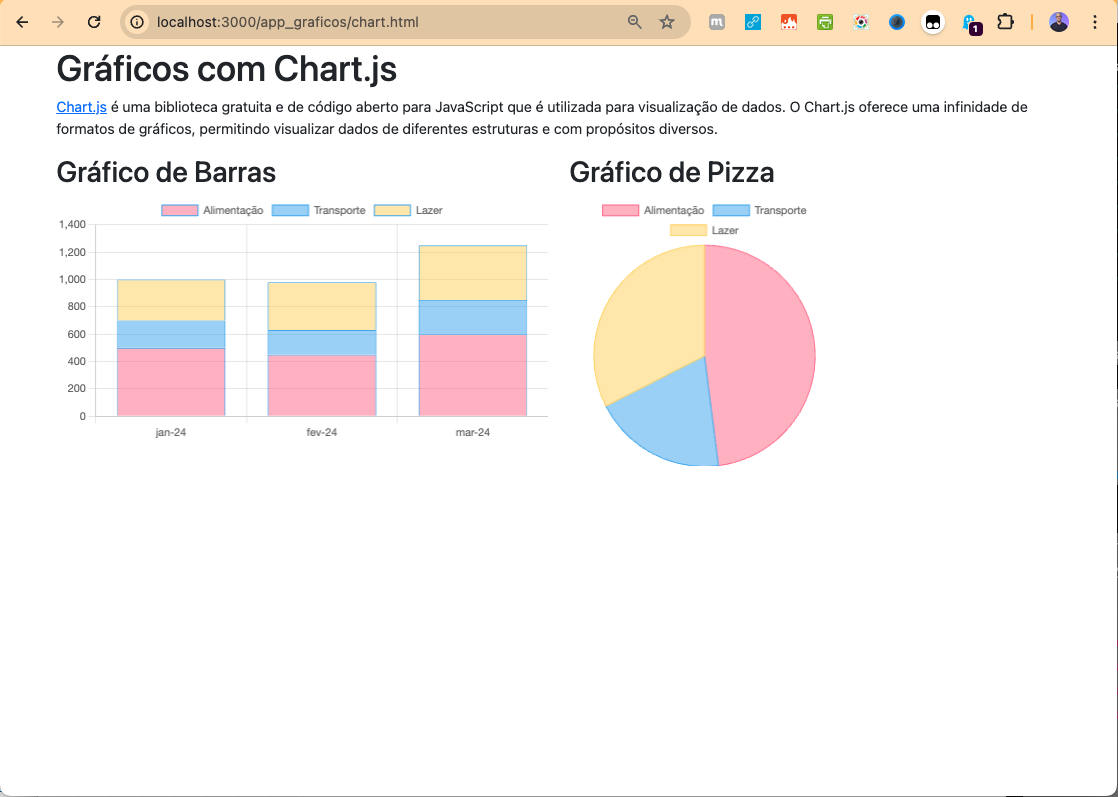 localhost:3000/app_graficos/chart.html
1
Gráficos com Chart.js
Chart.js é uma biblioteca gratuita e de código aberto para JavaScript que é utilizada para visualização de dados. O Chart.js oferece uma infinidade de
formatos de gráficos, permitindo visualizar dados de diferentes estruturas e com propósitos diversos.
Gráfico de Barras
Alimentação Transporte Lazer
1,400
1,200
1,000
800
600
400
200
0
jan-24 fev-24 mar-24
Gráfico de Pizza
Alimentação Transporte
Lazer